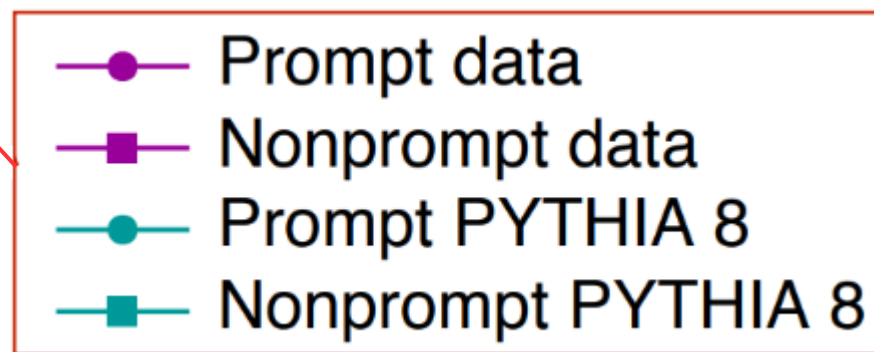 Prompt data
Nonprompt data
Prompt PYTHIA 8
Nonprompt PYTHIA 8